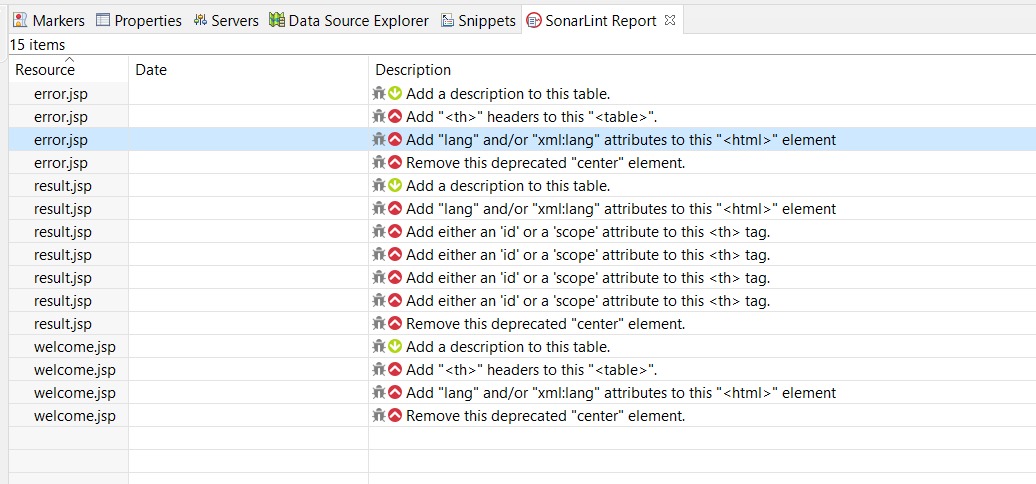 Markers Properties Servers Data Source Explorer Snippets SonarLint Report
15 items
Resource Date Description
error.jsp Add a description to this table.
error.jsp Add "<th>" headers to this "<table>".
error.jsp Add "lang" and/or "xml:lang" attributes to this "<html>" element
error.jsp Remove this deprecated "center" element.
result.jsp Add a description to this table.
result.jsp Add "lang" and/or "xml:lang" attributes to this "<html>" element
result.jsp Add either an 'id' or a 'scope' attribute to this <th> tag.
result.jsp Add either an 'id' or a 'scope' attribute to this <th> tag.
result.jsp Add either an 'id' or a 'scope' attribute to this <th> tag.
result.jsp Add either an 'id' or a 'scope' attribute to this <th> tag.
result.jsp Remove this deprecated "center" element.
welcome.jsp Add a description to this table.
welcome.jsp Add "<th>" headers to this "<table>".
welcome.jsp Add "lang" and/or "xml:lang" attributes to this "<html>" element
welcome.jsp Remove this deprecated "center" element.